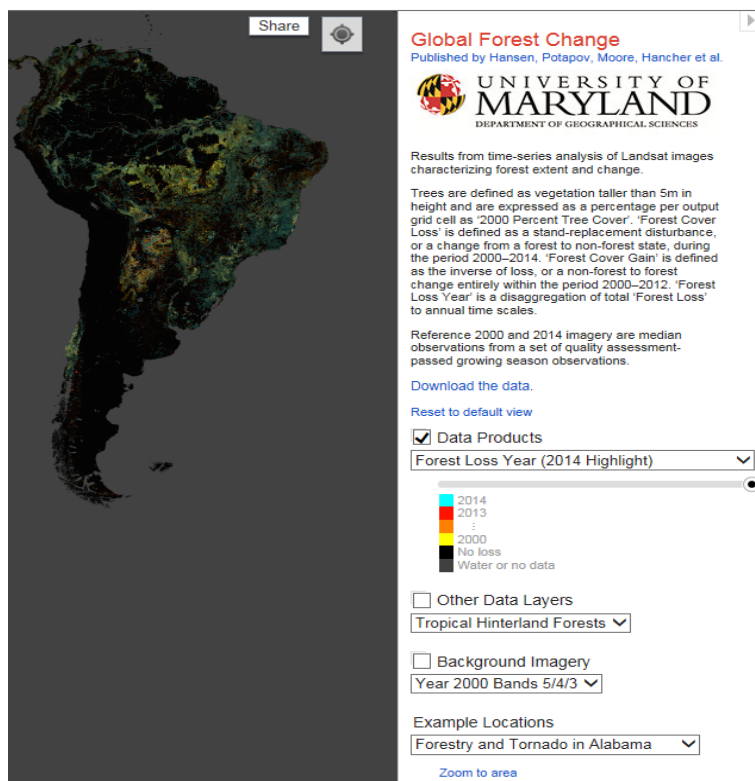 Share
Global Forest Change
Published by Hansen, Potapov, Moore, Hancher et al.
UNIVERSITY OF
MARYLAND
DEPARTMENT OF GEOGRAPHICAL SCIENCES
Results from time-series analysis of Landsat images
characterizing forest extent and change.
Trees are defined as vegetation taller than 5m in
height and are expressed as a percentage per output
grid cell as ‘2000 Percent Tree Cover’. ‘Forest Cover
Loss’ is defined as a stand-replacement disturbance,
or a change from a forest to non-forest state, during
the period 2000–2014. ‘Forest Cover Gain’ is defined
as the inverse of loss, or a non-forest to forest
change entirely within the period 2000–2012. ‘Forest
Loss Year’ is a disaggregation of total ‘Forest Loss’
to annual time scales.
Reference 2000 and 2014 imagery are median
observations from a set of quality assessment-
passed growing season observations.
Download the data.
Reset to default view
Data Products
Forest Loss Year (2014 Highlight)
2014
2013
⋮
2000
No loss
Water or no data
Other Data Layers
Tropical Hinterland Forests
Background Imagery
Year 2000 Bands 5/4/3
Example Locations
Forestry and Tornado in Alabama
Zoom to area